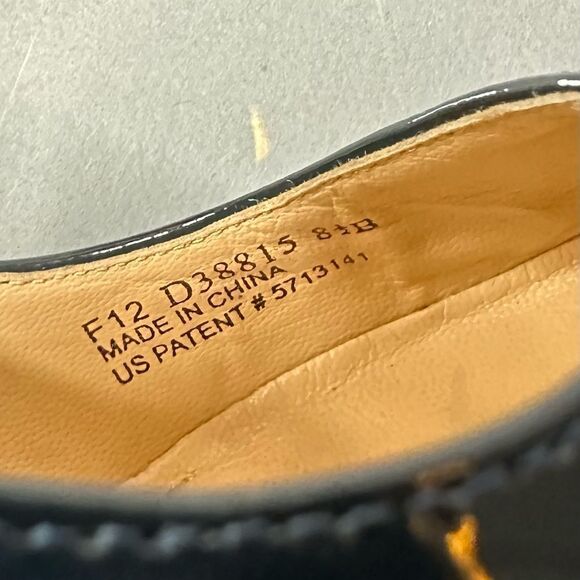 F12 D38815 8½B
MADE IN CHINA
US PATENT # 5713141